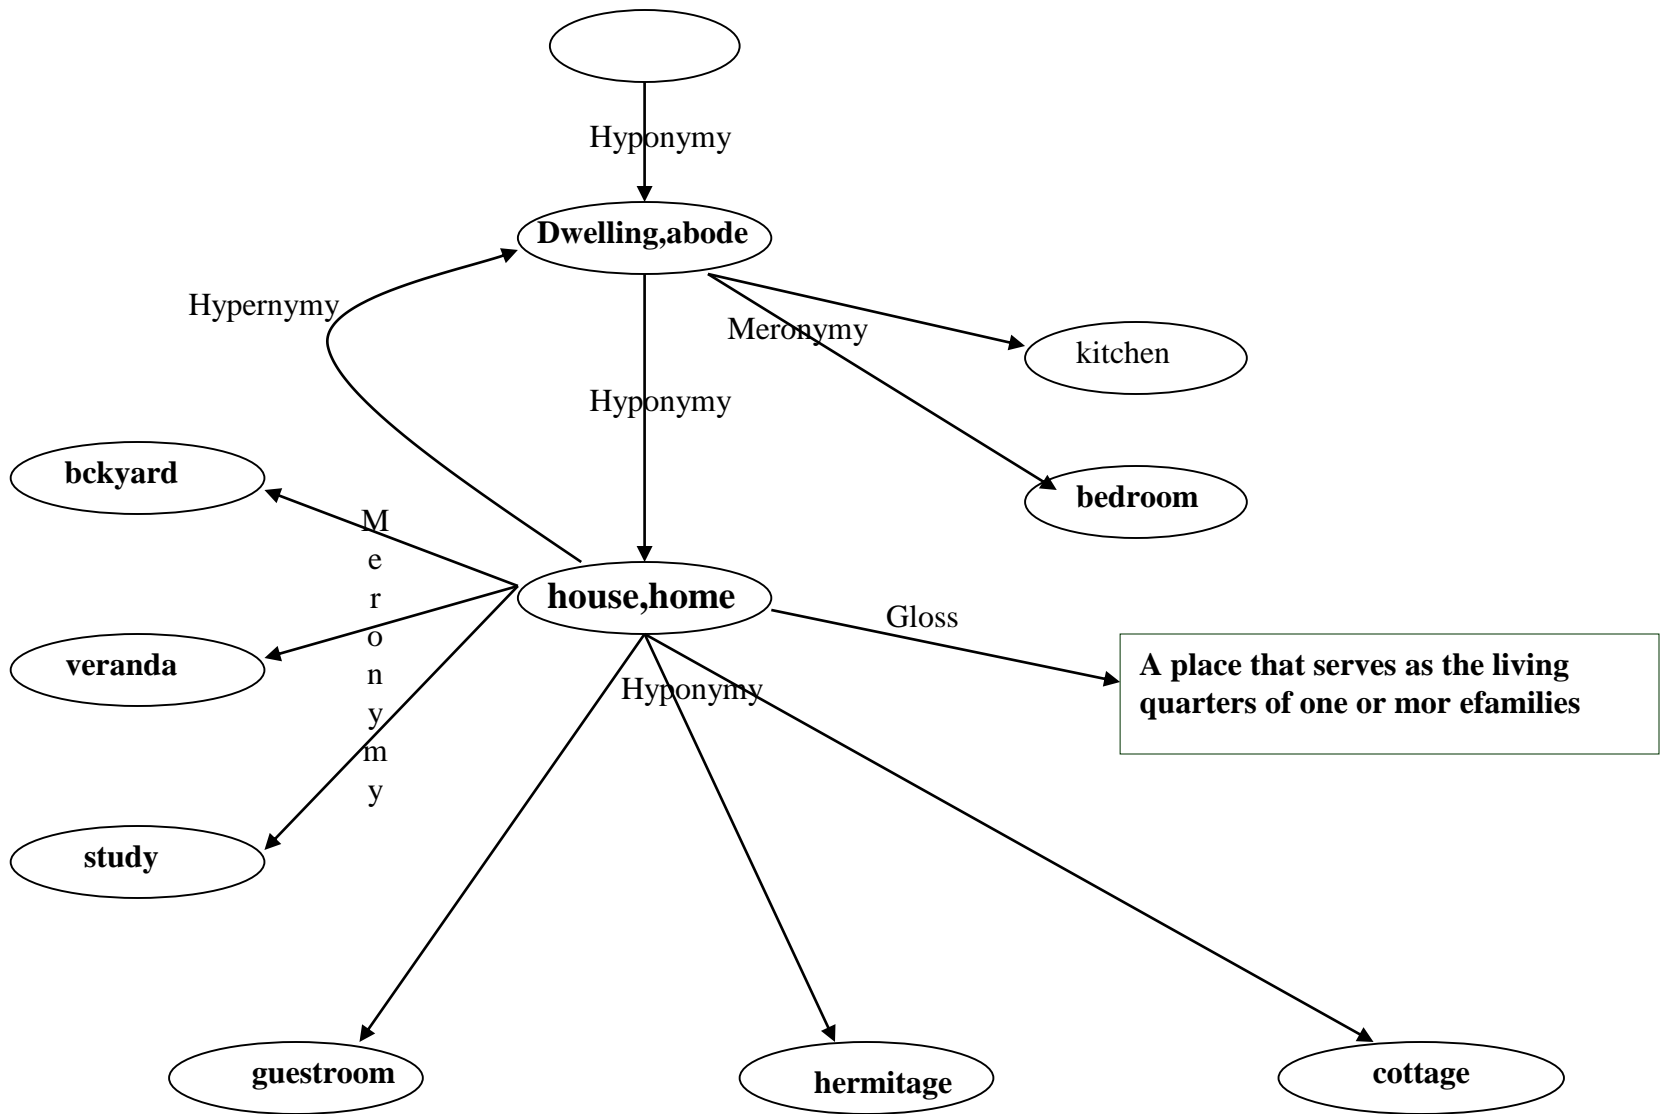 Hyponymy
Dwelling,abode
Hypernymy
Meronymy
kitchen
Hyponymy
bckyard
bedroom
M
e
r
o
n
y
m
y
house,home
Gloss
veranda
A place that serves as the living
quarters of one or mor efamilies
Hyponymy
study
guestroom
hermitage
cottage